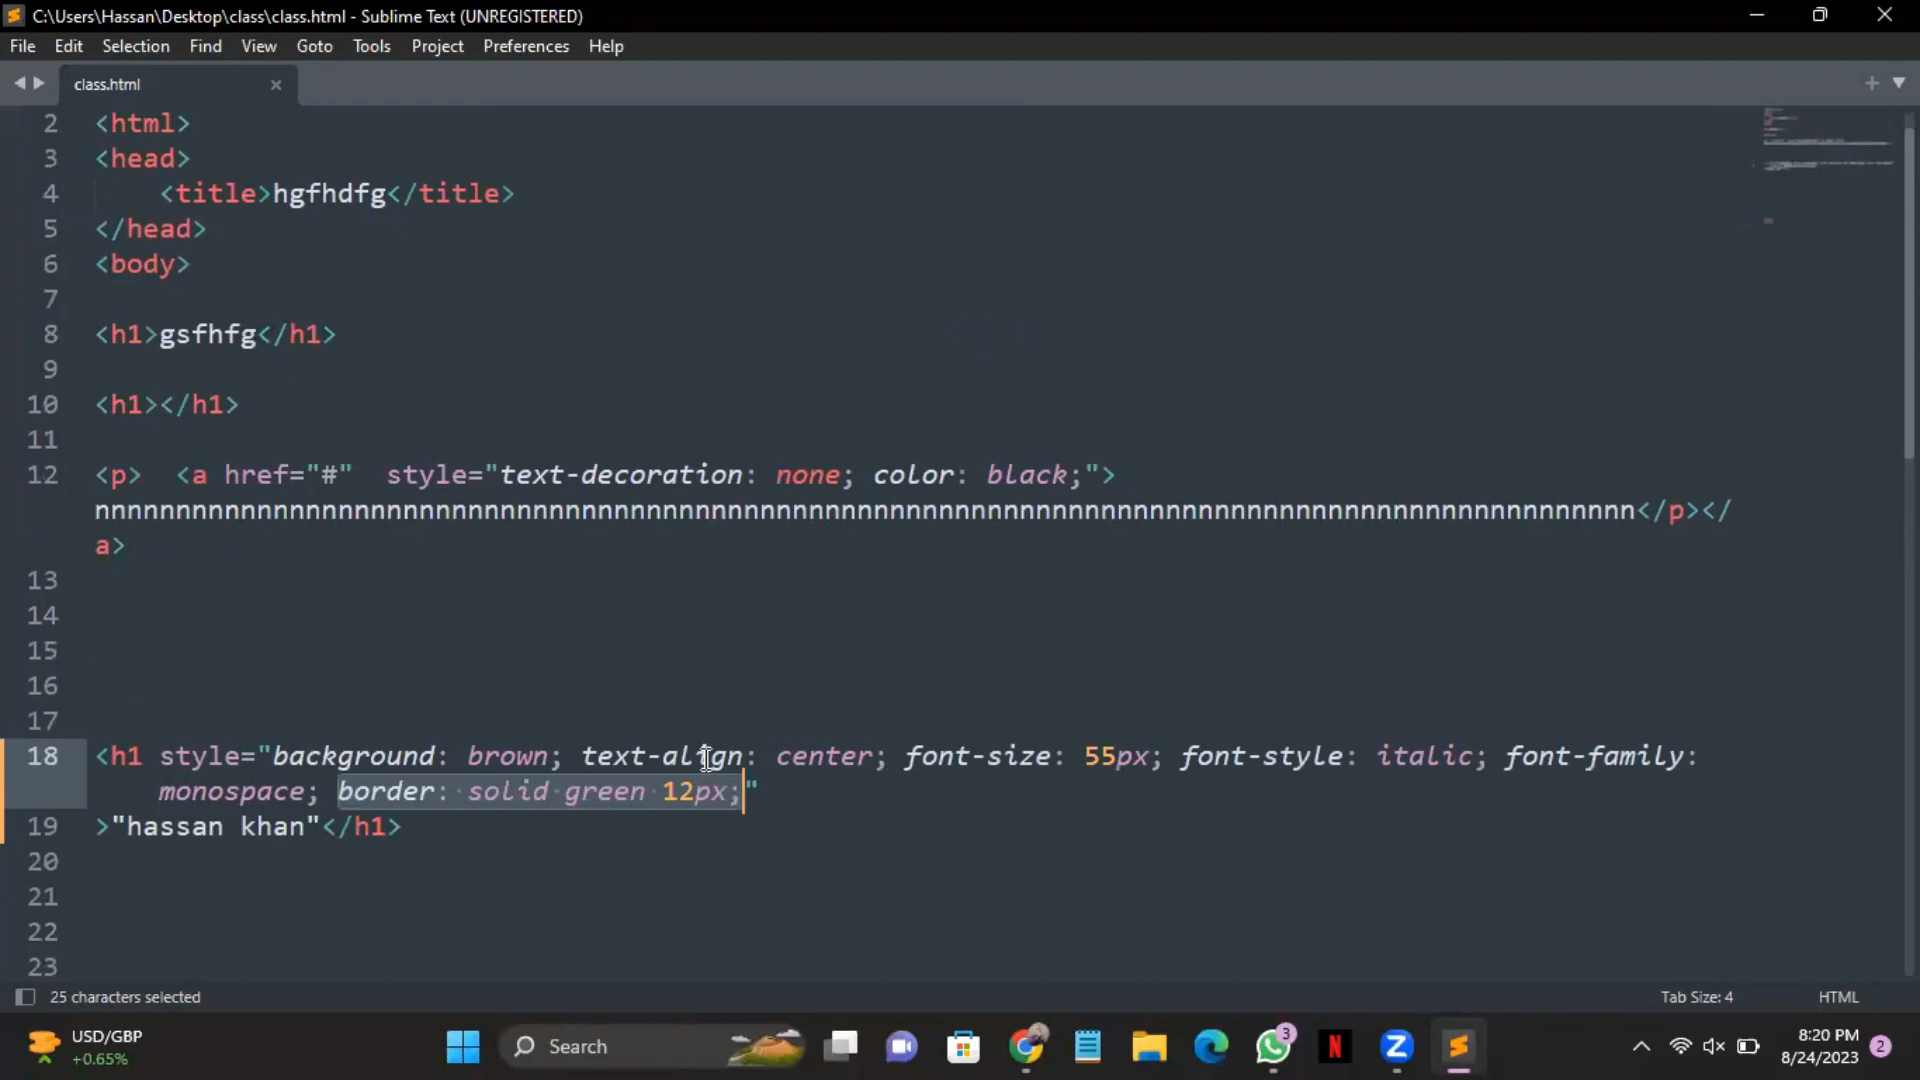 C:\Users\Hassan\Desktop\class\class.html - Sublime Text (UNREGISTERED)
File Edit Selection Find View Goto Tools Project Preferences Help
class.html
2 <html>
3 <head>
4 <title>hgfhdfg</title>
5 </head>
6 <body>
7
8 <h1>gsfhfg</h1>
9
10 <h1></h1>
11
12 <p>  <a href="#"  style="text-decoration: none; color: black;">
nnnnnnnnnnnnnnnnnnnnnnnnnnnnnnnnnnnnnnnnnnnnnnnnnnnnnnnnnnnnnnnnnnnnnnnnnnnnnnnnnnnnnnnnnnnnnnn</p></
a>
13
14
15
16
17
18 <h1 style="background: brown; text-align: center; font-size: 55px; font-style: italic; font-family:
monospace; border: solid green 12px;"
19 >"hassan khan"</h1>
20
21
22
23
25 characters selected
Tab Size: 4
HTML
USD/GBP
+0.65%
Search
3
8:20 PM
8/24/2023
2